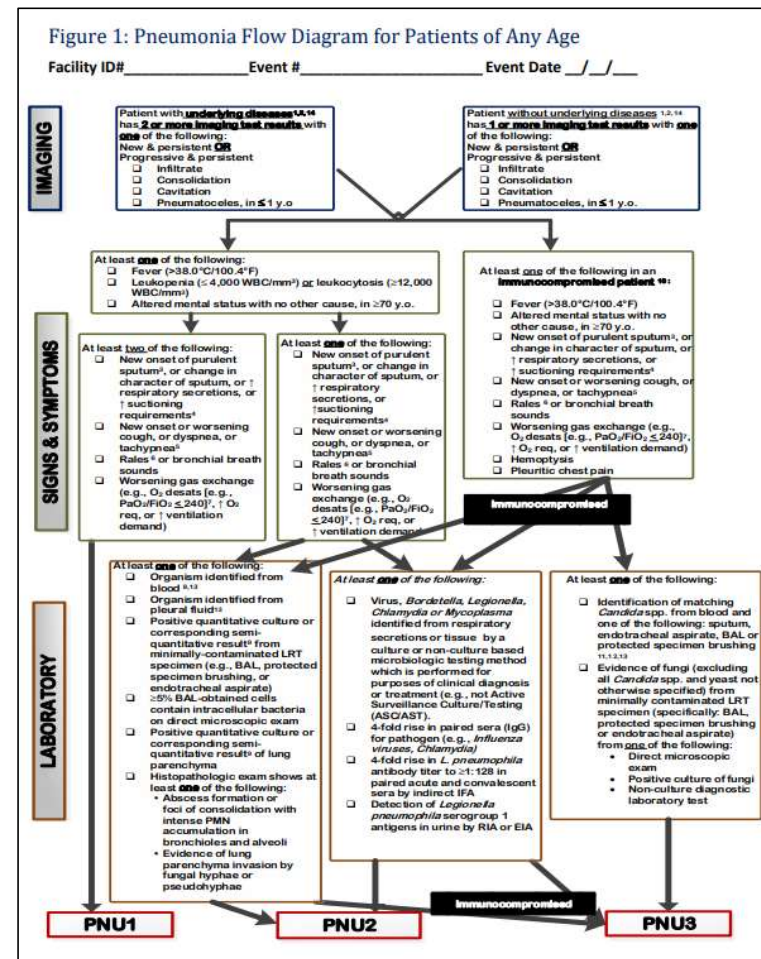 Figure 1: Pneumonia Flow Diagram for Patients of Any Age
Facility ID#________________Event #________________________Event Date __/__/___
IMAGING
Patient with underlying diseases1,2,14
has 2 or more imaging test results with
one of the following:
New & persistent OR
Progressive & persistent
Infiltrate
Consolidation
Cavitation
Pneumatoceles, in ≤ 1 y.o
Patient without underlying diseases 1,2,14
has 1 or more imaging test results with one
of the following:
New & persistent OR
Progressive & persistent
Infiltrate
Consolidation
Cavitation
Pneumatoceles, in ≤ 1 y.o.
SIGNS & SYMPTOMS
At least one of the following:
Fever (>38.0°C/100.4°F)
Leukopenia (≤ 4,000 WBC/mm³) or leukocytosis (≥12,000
WBC/mm³)
Altered mental status with no other cause, in ≥70 y.o.
At least two of the following:
New onset of purulent
sputum³, or change in
character of sputum, or ↑
respiratory secretions, or
↑ suctioning
requirements⁴
New onset or worsening
cough, or dyspnea, or
tachypnea⁵
Rales ⁶ or bronchial breath
sounds
Worsening gas exchange
(e.g., O₂ desats [e.g.,
PaO₂/FiO₂ ≤240]⁷, ↑ O₂
req, or ↑ ventilation
demand)
At least one of the following:
New onset of purulent
sputum³, or change in
character of sputum, or
↑ respiratory
secretions, or
↑suctioning
requirements⁴
New onset or worsening
cough, or dyspnea, or
tachypnea⁵
Rales ⁶ or bronchial
breath sounds
Worsening gas
exchange (e.g., O₂
desats [e.g., PaO₂/FiO₂
≤240]⁷, ↑ O₂ req, or
↑ ventilation demand)
At least one of the following in an
immunocompromised patient ¹⁰:
Fever (>38.0°C/100.4°F)
Altered mental status with no
other cause, in ≥70 y.o.
New onset of purulent sputum³, or
change in character of sputum, or
↑ respiratory secretions, or
↑ suctioning requirements⁴
New onset or worsening cough, or
dyspnea, or tachypnea⁵
Rales ⁶ or bronchial breath
sounds
Worsening gas exchange (e.g.,
O₂ desats [e.g., PaO₂/FiO₂ ≤ 240]⁷,
↑ O₂ req, or ↑ ventilation demand)
Hemoptysis
Pleuritic chest pain
Immunocompromised
LABORATORY
At least one of the following:
Organism identified from
blood ⁸,¹³
Organism identified from
pleural fluid¹³
Positive quantitative culture or
corresponding semi-
quantitative result⁹ from
minimally-contaminated LRT
specimen (e.g., BAL, protected
specimen brushing, or
endotracheal aspirate)
≥5% BAL-obtained cells
contain intracellular bacteria
on direct microscopic exam
Positive quantitative culture or
corresponding semi-
quantitative result⁹ of lung
parenchyma
Histopathologic exam shows at
least one of the following:
• Abscess formation or
foci of consolidation with
intense PMN
accumulation in
bronchioles and alveoli
• Evidence of lung
parenchyma invasion by
fungal hyphae or
pseudohyphae
At least one of the following:
Virus, Bordetella, Legionella,
Chlamydia or Mycoplasma
identified from respiratory
secretions or tissue by a
culture or non-culture based
microbiologic testing method
which is performed for
purposes of clinical diagnosis
or treatment (e.g., not Active
Surveillance Culture/Testing
(ASC/AST).
4-fold rise in paired sera (IgG)
for pathogen (e.g., Influenza
viruses, Chlamydia)
4-fold rise in L. pneumophila
antibody titer to ≥1:128 in
paired acute and convalescent
sera by indirect IFA
Detection of Legionella
pneumophila serogroup 1
antigens in urine by RIA or EIA
At least one of the following:
Identification of matching
Candida spp. from blood and
one of the following: sputum,
endotracheal aspirate, BAL or
protected specimen brushing
11,12,13
Evidence of fungi (excluding
all Candida spp. and yeast not
otherwise specified) from
minimally contaminated LRT
specimen (specifically: BAL,
protected specimen brushing
or endotracheal aspirate)
from one of the following:
• Direct microscopic
exam
• Positive culture of fungi
• Non-culture diagnostic
laboratory test
Immunocompromised
PNU1
PNU2
PNU3